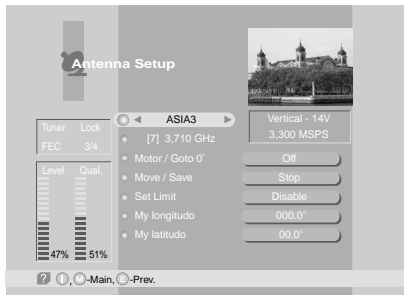 Antenna Setup
ASIA3
Vertical - 14V
3,300 MSPS
Tuner Lock
FEC 3/4
[7] 3,710 GHz
Motor / Goto 0° Off
Level Qual.
Move / Save Stop
Set Limit Disable
My longitudo 000.0°
My latitudo 00.0°
47% 51%
? i, M-Main, E-Prev.